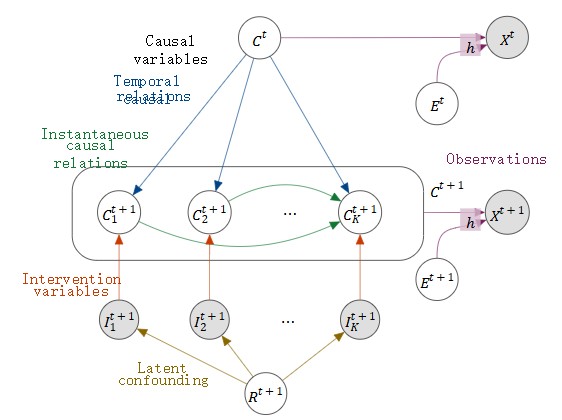 Causal
variables
C^t
X^t
h
Temporal
causal
relations
E^t
Instantaneous
causal
relations
Observations
C^{t+1}
C_1^{t+1}
C_2^{t+1}
...
C_K^{t+1}
h
X^{t+1}
Intervention
variables
E^{t+1}
I_1^{t+1}
I_2^{t+1}
...
I_K^{t+1}
Latent
confounding
R^{t+1}